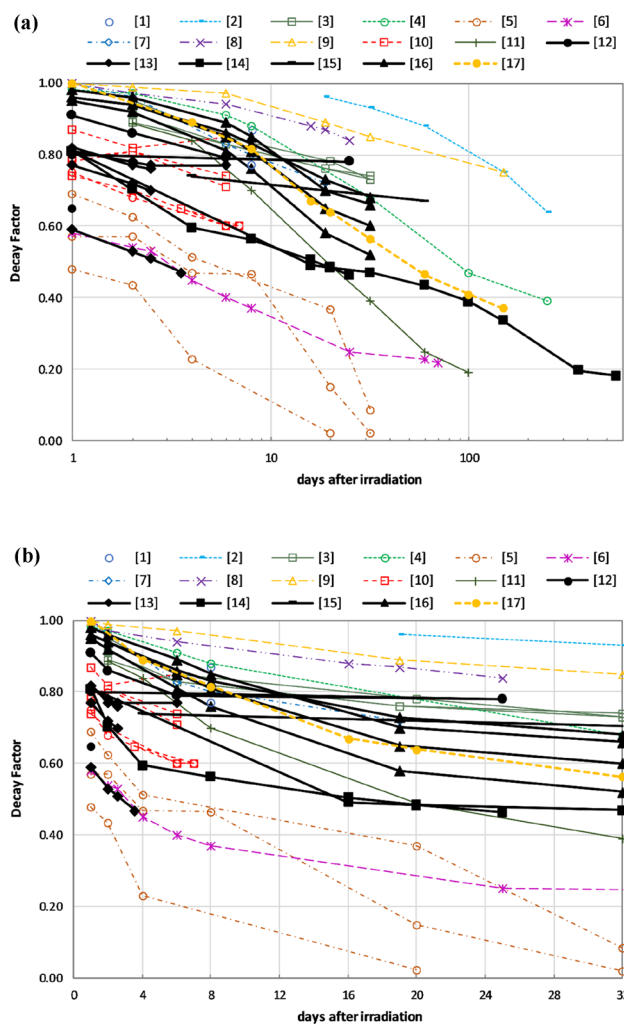 (a)
[1] [2] [3] [4] [5] [6]
[7] [8] [9] [10] [11] [12]
[13] [14] [15] [16] [17]
1.00
0.80
0.60
0.40
0.20
0.00
Decay Factor
1 10 100
days after irradiation
(b)
[1] [2] [3] [4] [5] [6]
[7] [8] [9] [10] [11] [12]
[13] [14] [15] [16] [17]
1.00
0.80
0.60
0.40
0.20
0.00
Decay Factor
0 4 8 12 16 20 24 28 32
days after irradiation